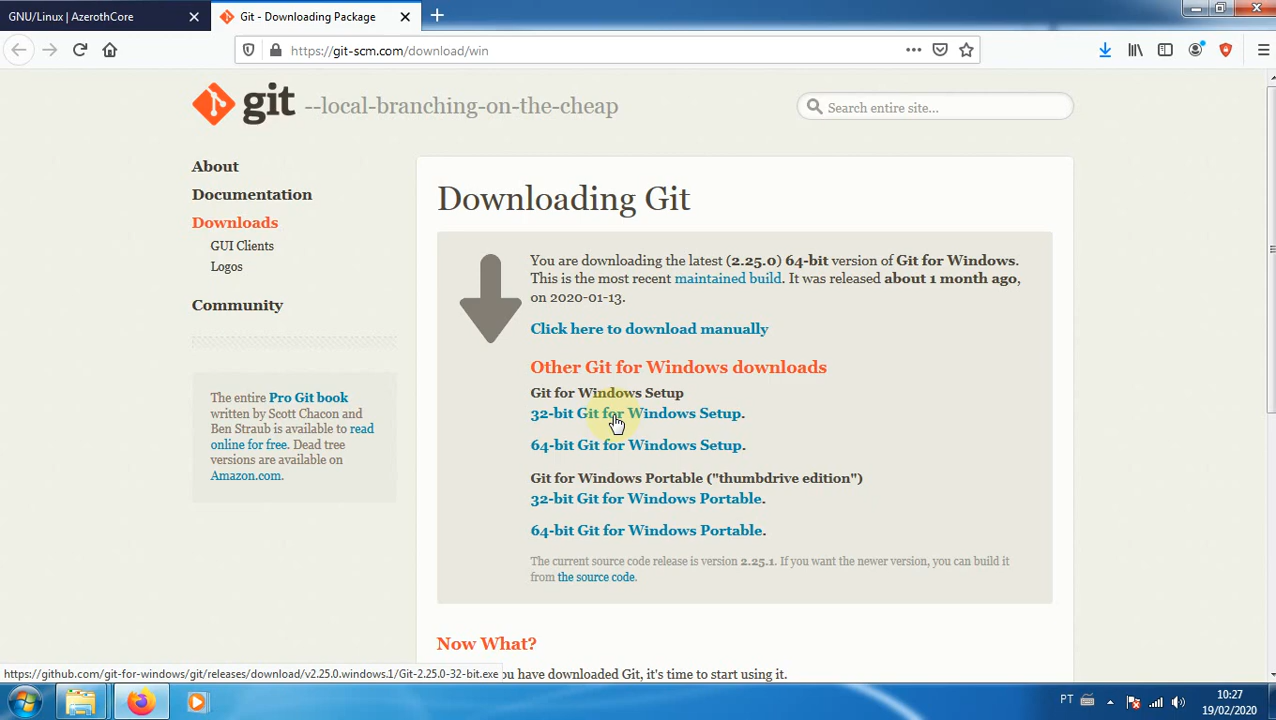 GNU/Linux | AzerothCore
Git - Downloading Package
https://git-scm.com/download/win
git --local-branching-on-the-cheap
Search entire site...
About
Documentation
Downloads
GUI Clients
Logos
Community
The entire Pro Git book
written by Scott Chacon and
Ben Straub is available to read
online for free. Dead tree
versions are available on
Amazon.com.
Downloading Git
You are downloading the latest (2.25.0) 64-bit version of Git for Windows.
This is the most recent maintained build. It was released about 1 month ago,
on 2020-01-13.
Click here to download manually
Other Git for Windows downloads
Git for Windows Setup
32-bit Git for Windows Setup.
64-bit Git for Windows Setup.
Git for Windows Portable ("thumbdrive edition")
32-bit Git for Windows Portable.
64-bit Git for Windows Portable.
The current source code release is version 2.25.1. If you want the newer version, you can build it
from the source code.
Now What?
ou have downloaded Git, it's time to start using it.
https://github.com/git-for-windows/git/releases/download/v2.25.0.windows.1/Git-2.25.0-32-bit.exe
PT
10:27
19/02/2020